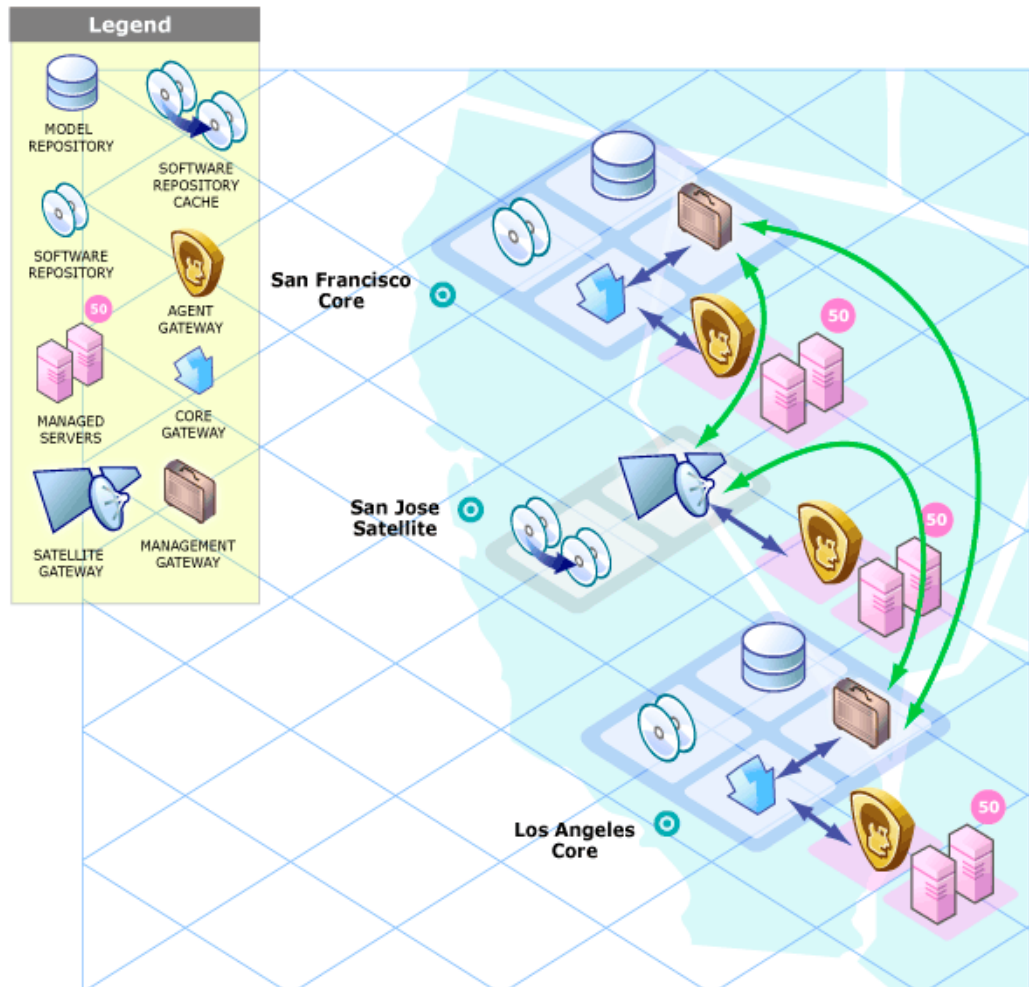 Legend
MODEL
REPOSITORY
SOFTWARE
REPOSITORY
CACHE
SOFTWARE
REPOSITORY
AGENT
GATEWAY
50
MANAGED
SERVERS
CORE
GATEWAY
SATELLITE
GATEWAY
MANAGEMENT
GATEWAY
San Francisco
Core
50
San Jose
Satellite
50
Los Angeles
Core
50